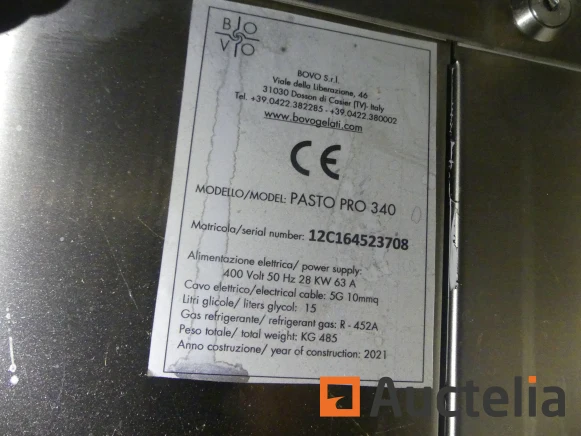 BO
VO
BOVO S.r.l.
Viale della Liberazione, 46
31030 Dosson di Casier (TV)- Italy
Tel. +39.0422.382285 - +39.0422.380002
www.bovogelati.com
CE
MODELLO/MODEL: PASTO PRO 340
Matricola/serial number: 12C164523708
Alimentazione elettrica/ power supply:
400 Volt 50 Hz 28 KW 63 A
Cavo elettrico/electrical cable: 5G 10mmq
Litri glicole/ liters glycol: 15
Gas refrigerante/ refrigerant gas: R - 452A
Peso totale/ total weight: KG 485
Anno costruzione/ year of construction: 2021
Auctelia